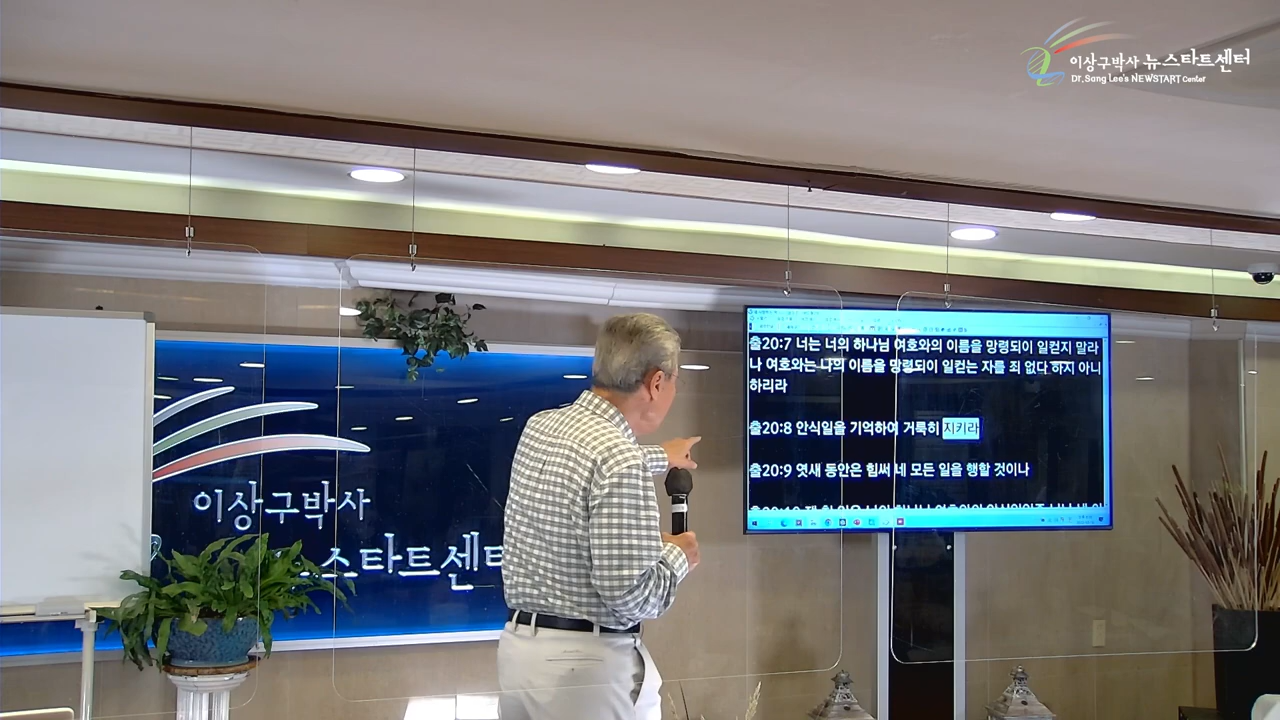 이상구박사 뉴스타트센터
Dr. Sang Lee's NEWSTART Center
출20:7 너는 너의 하나님 여호와의 이름을 망령되이 일컫지 말라
나 여호와는 나의 이름을 망령되이 일컫는 자를 죄 없다 하지 아니
하리라
출20:8 안식일을 기억하여 거룩히 지키라
출20:9 엿새 동안은 힘써 네 모든 일을 행할 것이나
이상구박사
스타트센터